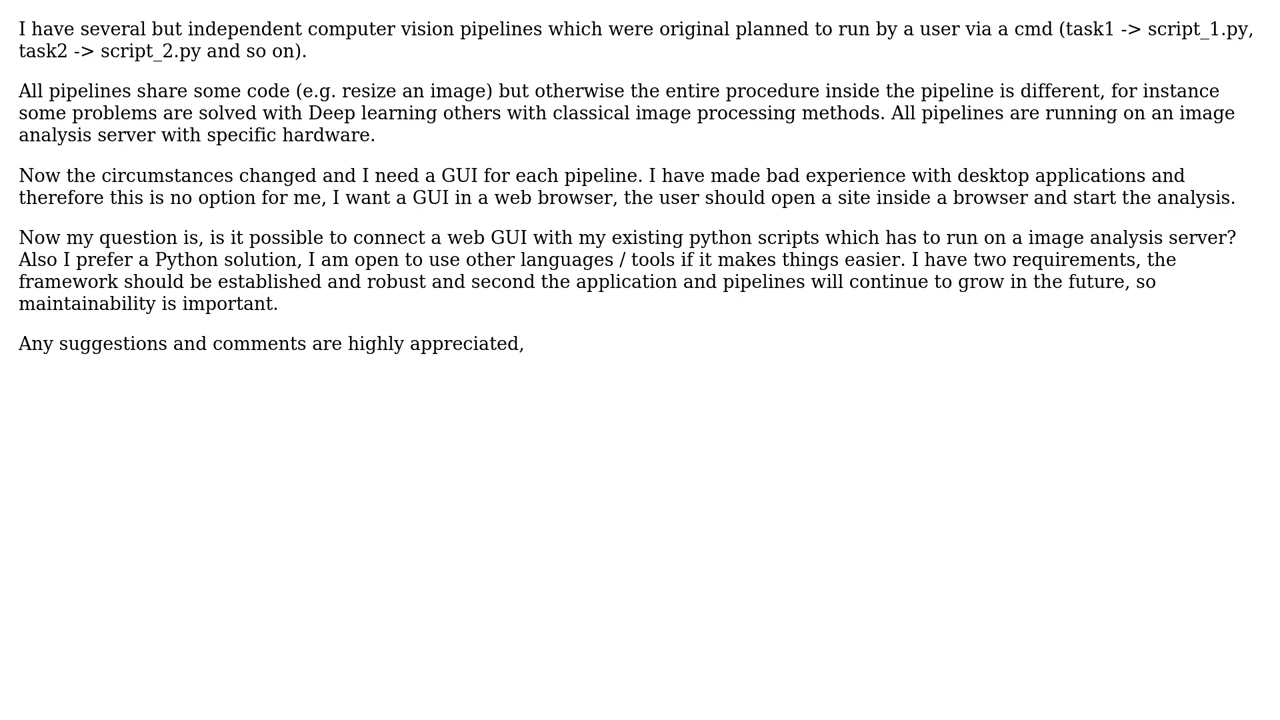 I have several but independent computer vision pipelines which were original planned to run by a user via a cmd (task1 -> script_1.py,
task2 -> script_2.py and so on).
All pipelines share some code (e.g. resize an image) but otherwise the entire procedure inside the pipeline is different, for instance
some problems are solved with Deep learning others with classical image processing methods. All pipelines are running on an image
analysis server with specific hardware.
Now the circumstances changed and I need a GUI for each pipeline. I have made bad experience with desktop applications and
therefore this is no option for me, I want a GUI in a web browser, the user should open a site inside a browser and start the analysis.
Now my question is, is it possible to connect a web GUI with my existing python scripts which has to run on a image analysis server?
Also I prefer a Python solution, I am open to use other languages / tools if it makes things easier. I have two requirements, the
framework should be established and robust and second the application and pipelines will continue to grow in the future, so
maintainability is important.
Any suggestions and comments are highly appreciated,